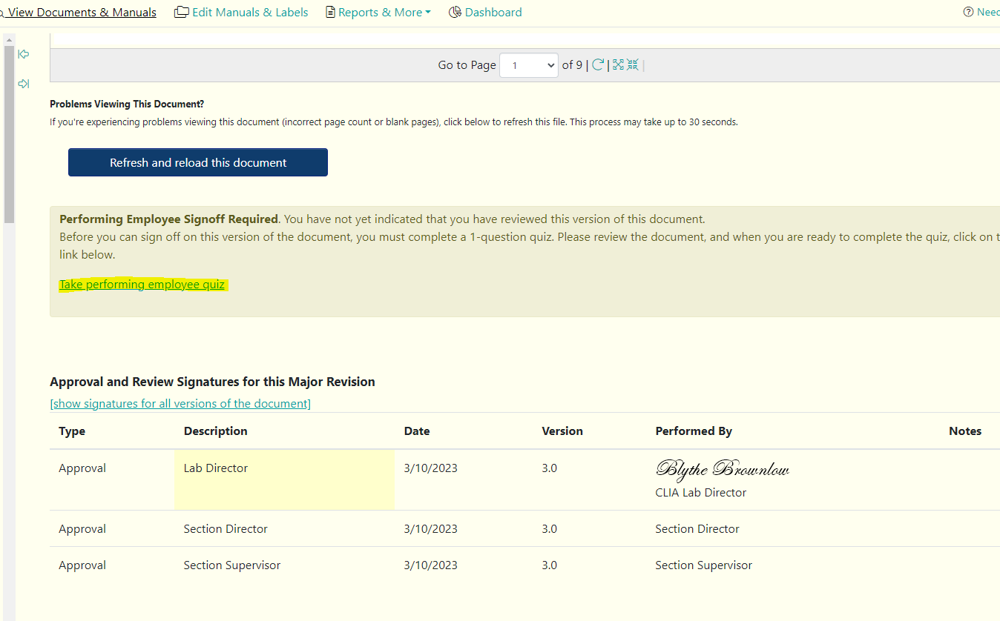 View Documents & Manuals Edit Manuals & Labels Reports & More Dashboard
Go to Page 1 of 9 | | |
Problems Viewing This Document?
If you're experiencing problems viewing this document (incorrect page count or blank pages), click below to refresh this file. This process may take up to 30 seconds.
Refresh and reload this document
Performing Employee Signoff Required. You have not yet indicated that you have reviewed this version of this document.
Before you can sign off on this version of the document, you must complete a 1-question quiz. Please review the document, and when you are ready to complete the quiz, click on
link below.
Take performing employee quiz
Approval and Review Signatures for this Major Revision
[show signatures for all versions of the document]
Type Description Date Version Performed By Notes
Approval Lab Director 3/10/2023 3.0 Blythe Brownlow
CLIA Lab Director
Approval Section Director 3/10/2023 3.0 Section Director
Approval Section Supervisor 3/10/2023 3.0 Section Supervisor